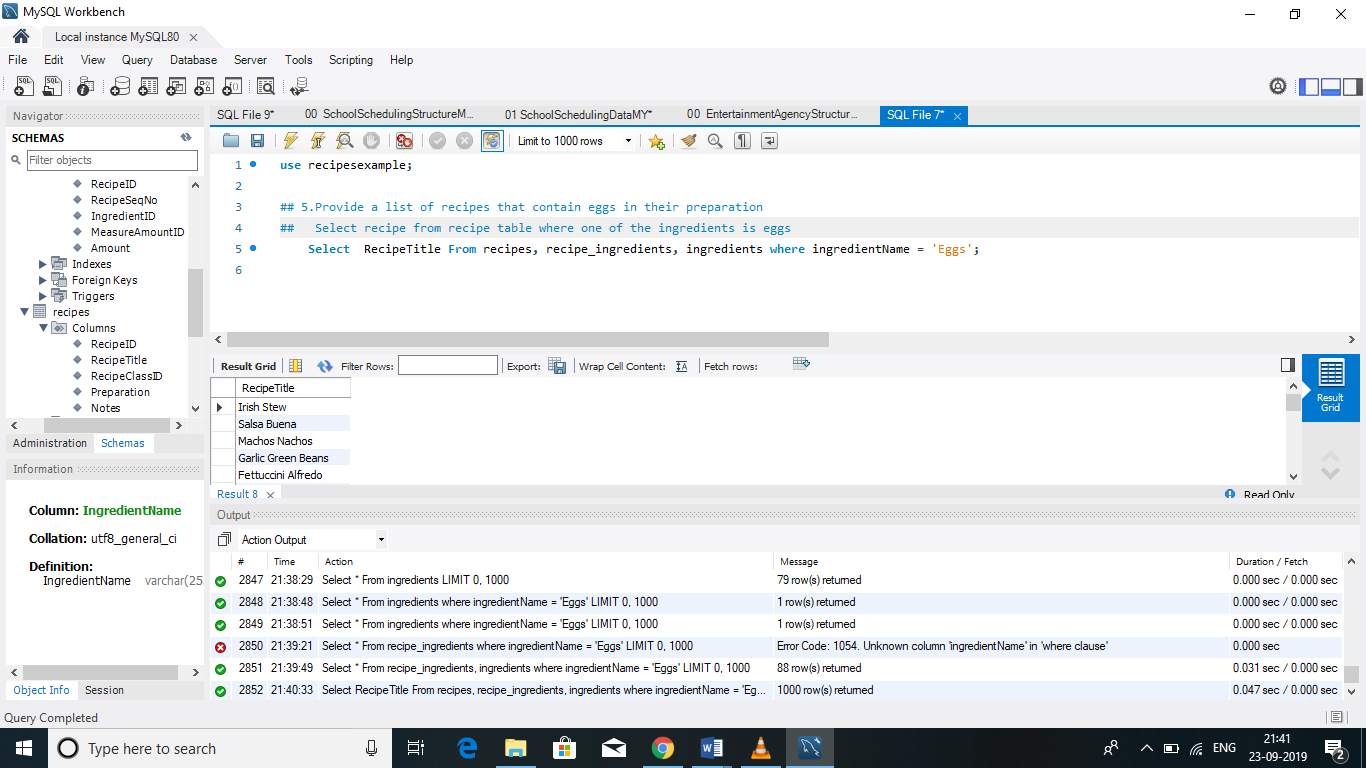 MySQL Workbench
Local instance MySQL80
File Edit View Query Database Server Tools Scripting Help
Navigator
SCHEMAS
Filter objects
RecipeID
RecipeSeqNo
IngredientID
MeasureAmountID
Amount
Indexes
Foreign Keys
Triggers
recipes
Columns
RecipeID
RecipeTitle
RecipeClassID
Preparation
Notes
Administration Schemas
Information
Column: IngredientName
Collation: utf8_general_ci
Definition:
IngredientName varchar(25
Object Info Session
SQL File 9* 00 SchoolSchedulingStructureM... 01 SchoolSchedulingDataMY* 00 EntertainmentAgencyStructur... SQL File 7*
Limit to 1000 rows
1 use recipesexample;
2
3 ## 5.Provide a list of recipes that contain eggs in their preparation
4 ## Select recipe from recipe table where one of the ingredients is eggs
5 Select RecipeTitle From recipes, recipe_ingredients, ingredients where ingredientName = 'Eggs';
6
Result Grid Filter Rows: Export: Wrap Cell Content: Fetch rows:
RecipeTitle
Irish Stew
Salsa Buena
Machos Nachos
Garlic Green Beans
Fettuccini Alfredo
Result Grid
Result 8 Read Only
Output
Action Output
# Time Action Message Duration / Fetch
2847 21:38:29 Select * From ingredients LIMIT 0, 1000 79 row(s) returned 0.000 sec / 0.000 sec
2848 21:38:48 Select * From ingredients where ingredientName = 'Eggs' LIMIT 0, 1000 1 row(s) returned 0.000 sec / 0.000 sec
2849 21:38:51 Select * From ingredients where ingredientName = 'Eggs' LIMIT 0, 1000 1 row(s) returned 0.000 sec / 0.000 sec
2850 21:39:21 Select * From recipe_ingredients where ingredientName = 'Eggs' LIMIT 0, 1000 Error Code: 1054. Unknown column 'ingredientName' in 'where clause' 0.000 sec
2851 21:39:49 Select * From recipe_ingredients, ingredients where ingredientName = 'Eggs' LIMIT 0, 1000 88 row(s) returned 0.031 sec / 0.000 sec
2852 21:40:33 Select RecipeTitle From recipes, recipe_ingredients, ingredients where ingredientName = 'Eg... 1000 row(s) returned 0.047 sec / 0.000 sec
Query Completed
Type here to search
ENG
21:41
23-09-2019
2